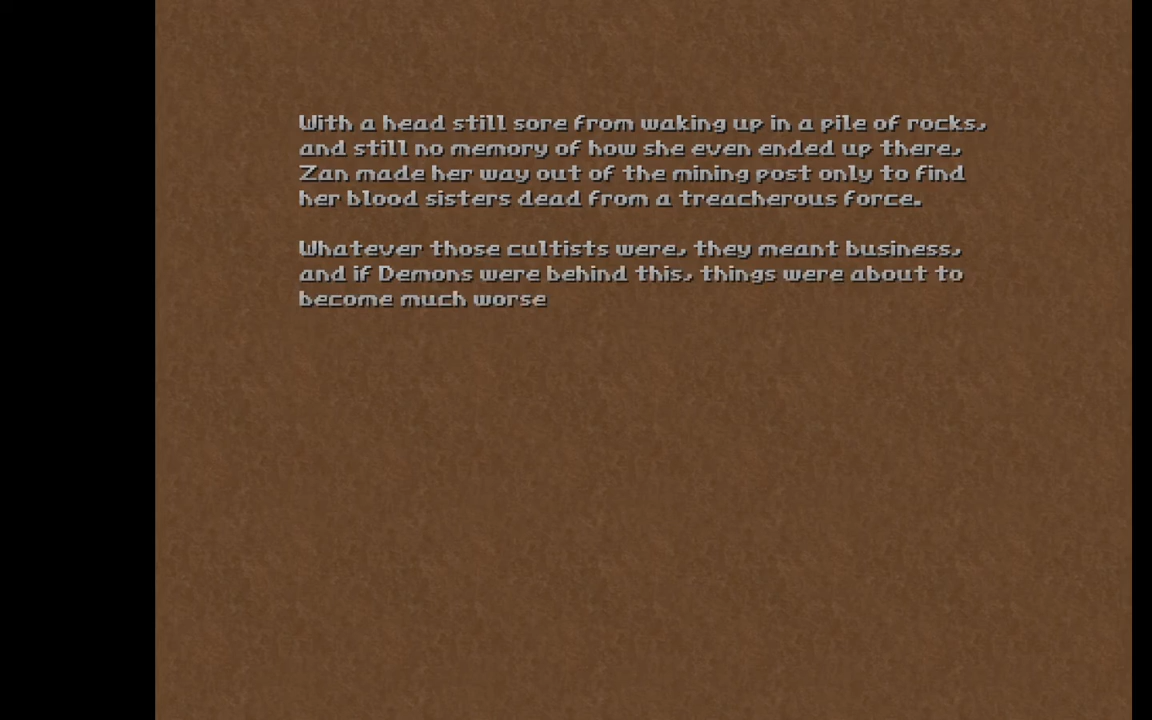 With a head still sore from waking up in a pile of rocks,
and still no memory of how she even ended up there,
Zan made her way out of the mining post only to find
her blood sisters dead from a treacherous force.
Whatever those cultists were, they meant business,
and if Demons were behind this, things were about to
become much worse